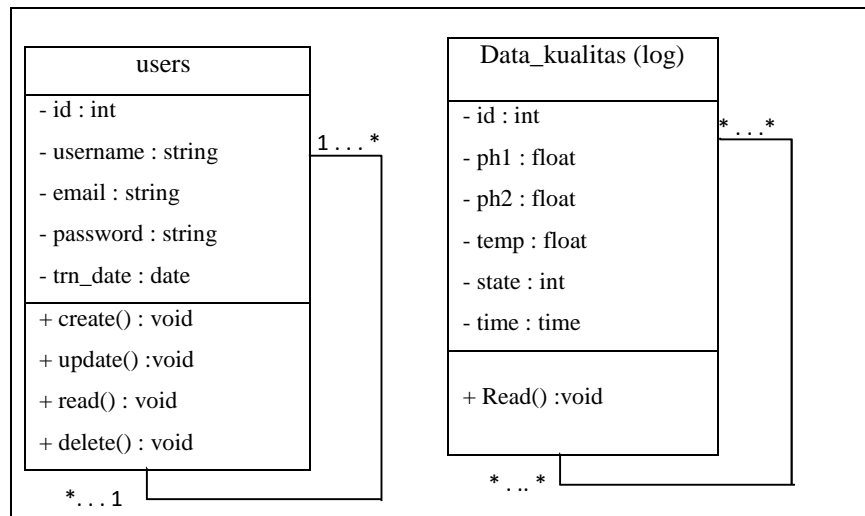 users
- id : int
- username : string
- email : string
- password : string
- trn_date : date
+ create() : void
+ update() :void
+ read() : void
+ delete() : void
1 . . . *
*. . . 1
Data_kualitas (log)
- id : int
- ph1 : float
- ph2 : float
- temp : float
- state : int
- time : time
+ Read() :void
* . . . *
* . .. *